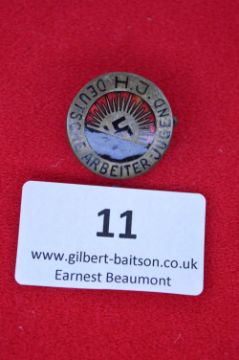 H.J. DEUTSCHE ARBEITER-JUGEND
11
www.gilbert-baitson.co.uk
Earnest Beaumont